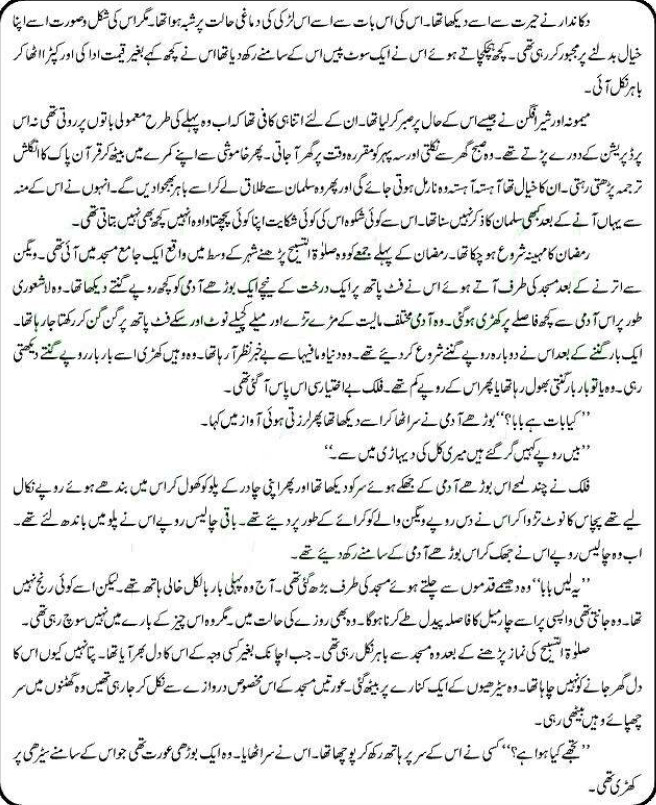 دکاندار نے حیرت سے اسے دیکھا تھا۔ اس کی اس بات سے اسے اس لڑکی کی دماغی حالت پر شبہ ہوا تھا۔ مگر اس کی شکل و صورت اسے اپنا
خیال بدلنے پر مجبور کر رہی تھی۔ کچھ ہچکچاتے ہوئے اس نے ایک سوٹ پیس اس کے سامنے رکھ دیا تھا اس نے کچھ کہے بغیر قیمت ادا کی اور کپڑا اٹھا کر
باہر نکل آئی۔
میمونہ اور شیر افگن نے جیسے اس کے حال پر صبر کر لیا تھا۔ ان کے لئے اتنا ہی کافی تھا کہ اب وہ پہلے کی طرح معمولی باتوں پر روتی تھی نہ اس
پر ڈپریشن کے دورے پڑتے تھے۔ وہ صبح گھر سے نکلتی اور سہ پہر کو مقررہ وقت پر گھر آ جاتی۔ پھر خاموشی سے اپنے کمرے میں بیٹھ کر قرآن پاک کا انگلش
ترجمہ پڑھتی رہتی۔ ان کا خیال تھا آہستہ آہستہ وہ نارمل ہوتی جائے گی اور پھر وہ سلمان سے طلاق لے کر اسے باہر بھجوا دیں گے۔ انہوں نے اس کے منہ
سے یہاں آنے کے بعد کبھی سلمان کا ذکر نہیں سنا تھا۔ اس سے کوئی شکوہ اس کی کوئی شکایت اپنا کوئی پچھتاوا وہ انہیں کچھ بھی نہیں بتاتی تھی۔
رمضان کا مہینہ شروع ہو چکا تھا۔ رمضان کے پہلے جمعے کو وہ صلوٰۃ التسبیح پڑھنے شہر کے وسط میں واقع ایک جامع مسجد میں آئی تھی۔ ویگن
سے اترنے کے بعد مسجد کی طرف آتے ہوئے اس نے فٹ پاتھ پر ایک درخت کے نیچے ایک بوڑھے آدمی کو کچھ روپے گنتے دیکھا تھا۔ وہ لاشعوری
طور پر اس آدمی سے کچھ فاصلے پر کھڑی ہو گئی۔ وہ آدمی مختلف مالیت کے مڑے تڑے اور میلے کچیلے نوٹ اور سکے فٹ پاتھ پر گن گن کر رکھتا جا رہا تھا۔
ایک بار گننے کے بعد اس نے دوبارہ روپے گننے شروع کر دیئے تھے۔ وہ دنیا و مافیہا سے بے خبر نظر آ رہا تھا۔ وہ وہیں کھڑی اسے بار بار روپے گنتے دیکھتی
رہی۔ وہ یا تو بار بار گنتی بھول رہا تھا یا پھر اس کے روپے کم تھے۔ فلک بے اختیار سی اس پاس آ گئی تھی۔
’’کیا بات ہے بابا؟‘‘ بوڑھے آدمی نے سر اٹھا کر اسے دیکھا تھا پھر لرزتی ہوئی آواز میں کہا۔
’’بیس روپے کہیں گر گئے ہیں میری کل کی دیہاڑی میں سے۔‘‘
فلک نے چند لمحے اس بوڑھے آدمی کے جھکے ہوئے سر کو دیکھا تھا اور پھر اپنی چادر کے پلو کو کھول کر اس میں بندھے ہوئے روپے نکال
لیے تھے پچاس کا نوٹ تڑوا کر اس نے دس روپے ویگن والے کو کرائے کے طور پر دیئے تھے۔ باقی چالیس روپے اس نے پلو میں باندھ لئے تھے۔
اب وہ چالیس روپے اس نے جھک کر اس بوڑھے آدمی کے سامنے رکھ دیئے تھے۔
’’یہ لیں بابا‘‘ وہ دھیمے قدموں سے چلتے ہوئے مسجد کی طرف بڑھ گئی تھی۔ آج وہ پہلی بار بالکل خالی ہاتھ تھے۔ لیکن اسے کوئی رنج نہیں
تھا۔ وہ جانتی تھی واپسی پر اسے چار میل کا فاصلہ پیدل طے کرنا ہو گا۔ وہ بھی روزے کی حالت میں۔ مگر وہ اس چیز کے بارے میں نہیں سوچ رہی تھی۔
صلوٰۃ التسبیح کی نماز پڑھنے کے بعد وہ مسجد سے باہر نکل رہی تھی۔ جب اچانک بغیر کسی وجہ کے اس کا دل بھر آیا تھا۔ پتا نہیں کیوں اس کا
دل گھر جانے کو نہیں چاہا تھا۔ وہ سیڑھیوں کے ایک کنارے پر بیٹھ گئی۔ عورتیں مسجد کے اس مخصوص دروازے سے نکل کر جا رہی تھیں وہ گھٹنوں میں سر
چھپائے وہیں بیٹھی رہی۔
’’تجھے کیا ہوا ہے؟‘‘ کسی نے اس کے سر پر ہاتھ رکھ کر پوچھا تھا۔ اس نے سر اٹھایا۔ وہ ایک بوڑھی عورت تھی جو اس کے سامنے سیڑھی پر
کھڑی تھی۔